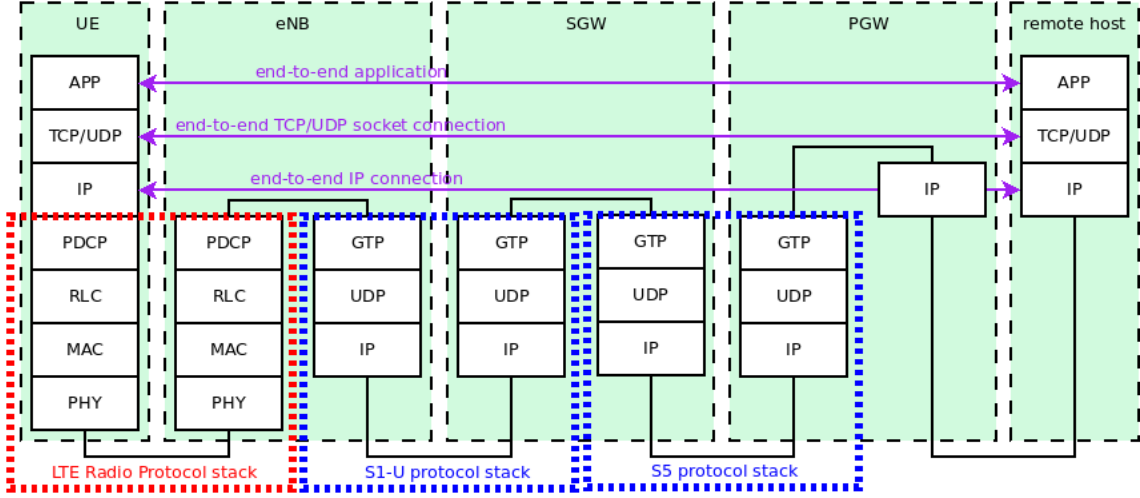 UE
eNB
SGW
PGW
remote host
APP
end-to-end application
APP
TCP/UDP
end-to-end TCP/UDP socket connection
TCP/UDP
IP
end-to-end IP connection
IP
IP
PDCP
PDCP
GTP
GTP
GTP
GTP
RLC
RLC
UDP
UDP
UDP
UDP
MAC
MAC
IP
IP
IP
IP
PHY
PHY
LTE Radio Protocol stack
S1-U protocol stack
S5 protocol stack